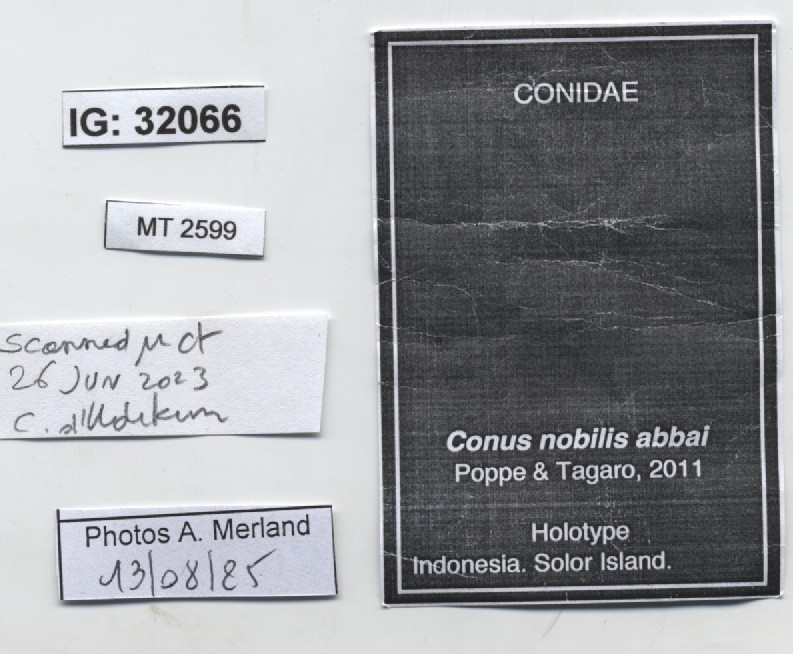 IG: 32066
MT 2599
Scanned µ ct
26 JUN 2023
C.
Photos A. Merland
13/08/25
CONIDAE
Conus nobilis abbai
Poppe & Tagaro, 2011
Holotype
Indonesia. Solor Island.